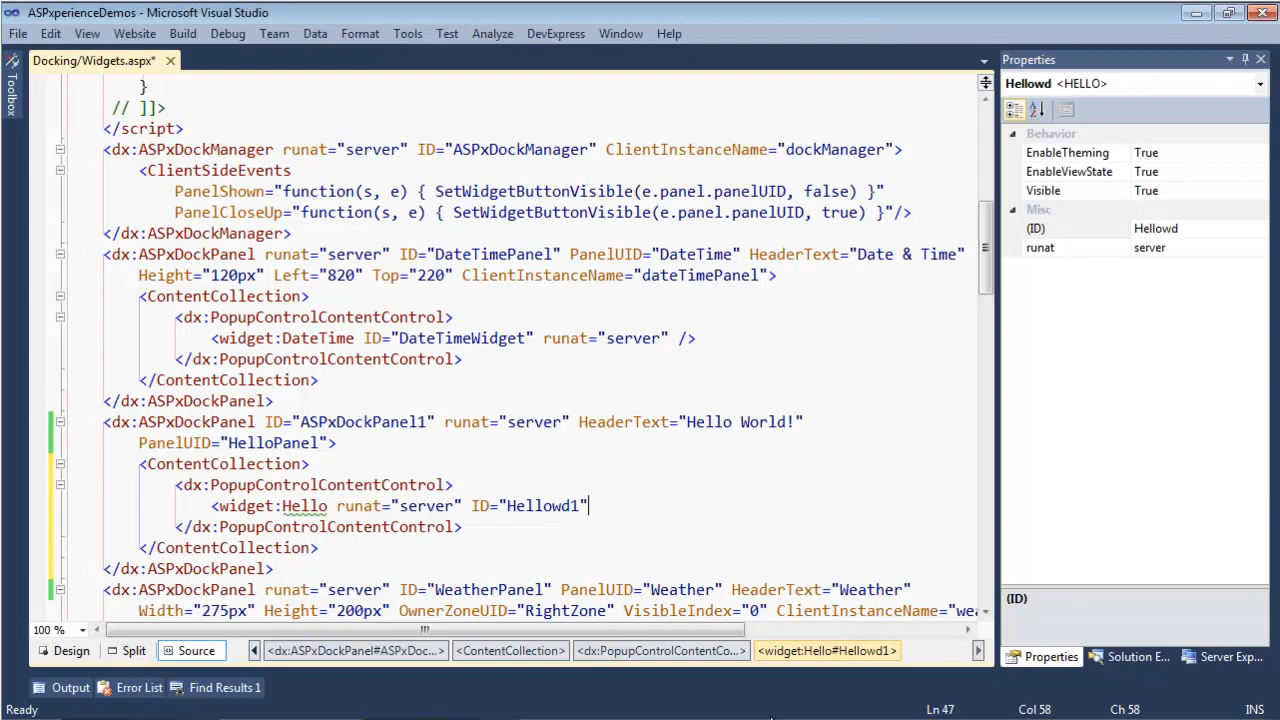 ASPxperienceDemos - Microsoft Visual Studio
File Edit View Website Build Debug Team Data Format Tools Test Analyze DevExpress Window Help
Toolbox
Docking/Widgets.aspx*
}
// ]]>
</script>
<dx:ASPxDockManager runat="server" ID="ASPxDockManager" ClientInstanceName="dockManager">
<ClientSideEvents
PanelShown="function(s, e) { SetWidgetButtonVisible(e.panel.panelUID, false) }"
PanelCloseUp="function(s, e) { SetWidgetButtonVisible(e.panel.panelUID, true) }"/>
</dx:ASPxDockManager>
<dx:ASPxDockPanel runat="server" ID="DateTimePanel" PanelUID="DateTime" HeaderText="Date & Time"
Height="120px" Left="820" Top="220" ClientInstanceName="dateTimePanel">
<ContentCollection>
<dx:PopupControlContentControl>
<widget:DateTime ID="DateTimeWidget" runat="server" />
</dx:PopupControlContentControl>
</ContentCollection>
</dx:ASPxDockPanel>
<dx:ASPxDockPanel ID="ASPxDockPanel1" runat="server" HeaderText="Hello World!"
PanelUID="HelloPanel">
<ContentCollection>
<dx:PopupControlContentControl>
<widget:Hello runat="server" ID="Hellowd1"
</dx:PopupControlContentControl>
</ContentCollection>
</dx:ASPxDockPanel>
<dx:ASPxDockPanel runat="server" ID="WeatherPanel" PanelUID="Weather" HeaderText="Weather"
Width="275px" Height="200px" OwnerZoneUID="RightZone" VisibleIndex="0" ClientInstanceName="wea
100 %
Design Split Source <dx:ASPxDockPanel#ASPxDoc...> <ContentCollection> <dx:PopupControlContentCo...> <widget:Hello#Hellowd1>
Properties
Hellowd <HELLO>
Behavior
EnableTheming True
EnableViewState True
Visible True
Misc
(ID) Hellowd
runat server
(ID)
Properties Solution E... Server Exp...
Output Error List Find Results 1
Ready Ln 47 Col 58 Ch 58 INS